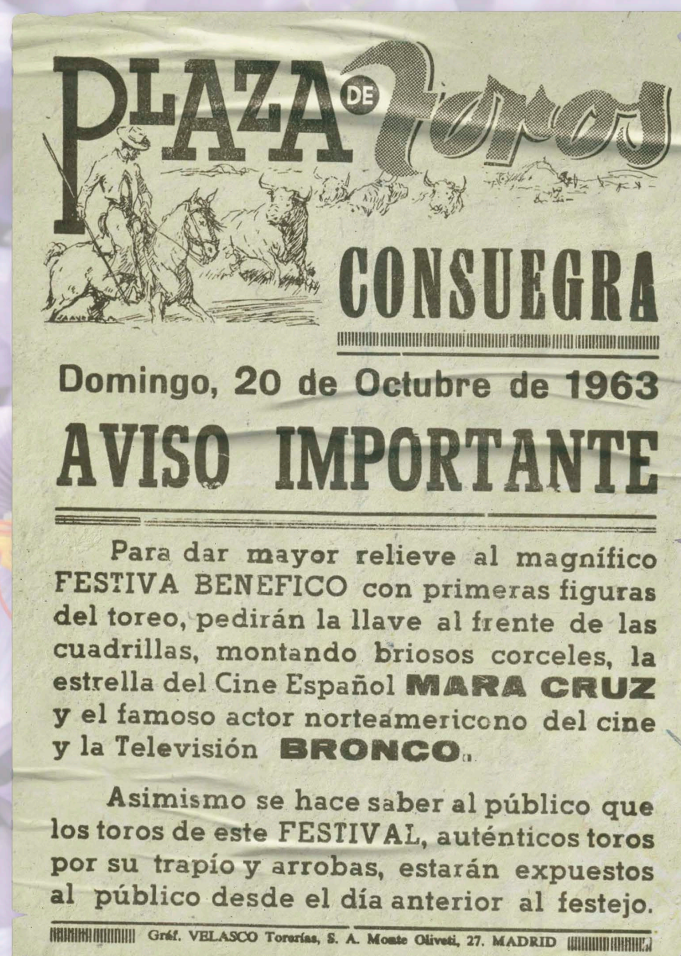 PLAZA DE Toros
CONSUEGRA
Domingo, 20 de Octubre de 1963
AVISO IMPORTANTE
Para dar mayor relieve al magnífico
FESTIVA BENEFICO con primeras figuras
del toreo, pedirán la llave al frente de las
cuadrillas, montando briosos corceles, la
estrella del Cine Español MARA CRUZ
y el famoso actor norteamericono del cine
y la Televisión BRONCO.
Asimismo se hace saber al público que
los toros de este FESTIVAL, auténticos toros
por su trapío y arrobas, estarán expuestos
al público desde el día anterior al festejo.
Gráf. VELASCO Torerías, S. A. Monte Oliveti, 27. MADRID